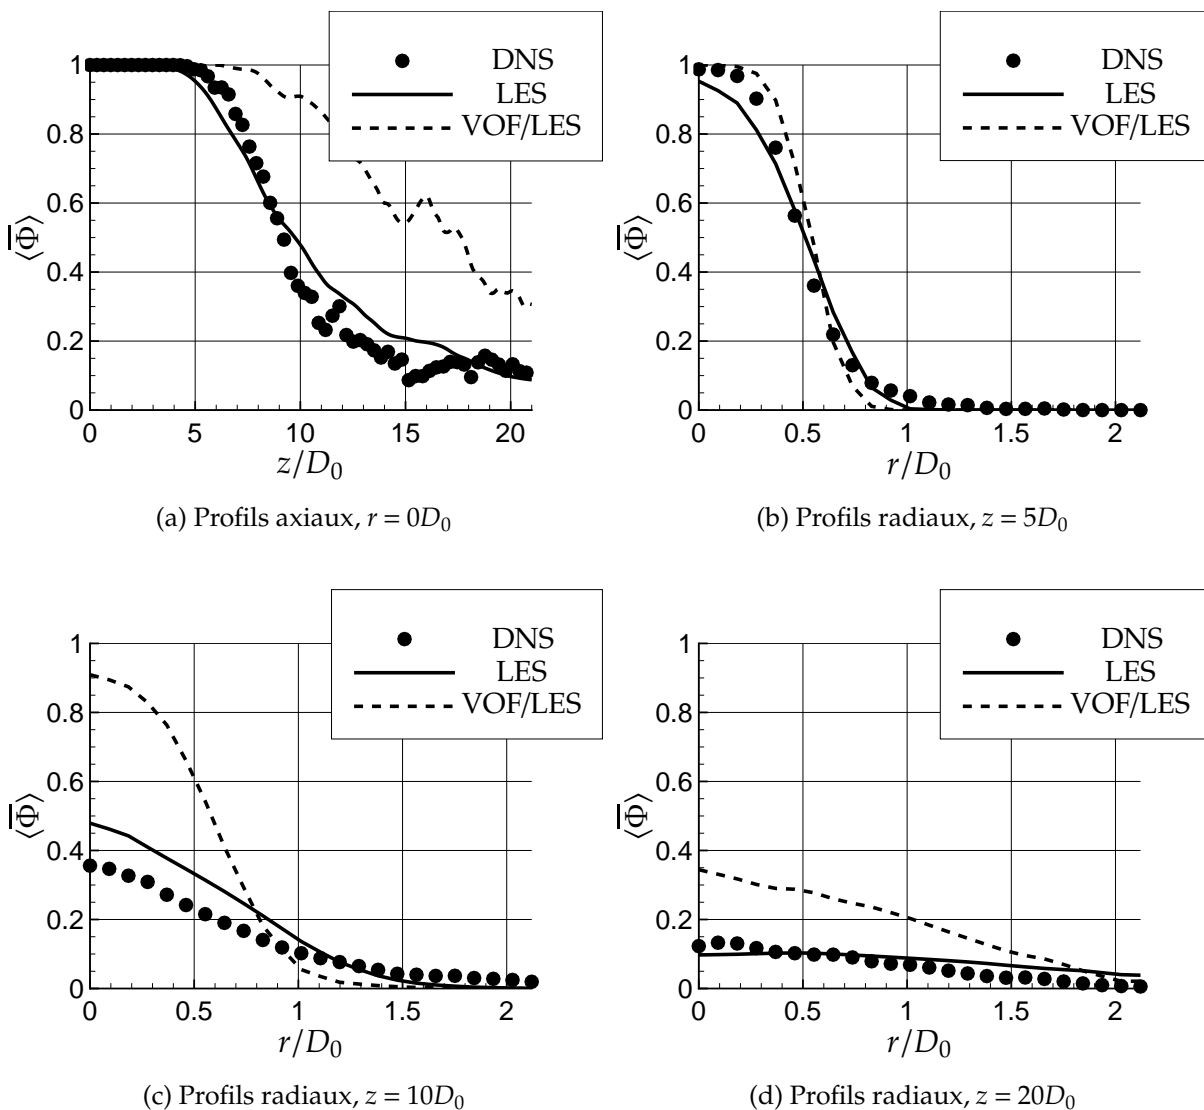 DNS
LES
VOF/LES
1
0.8
0.6
0.4
0.2
0
⟨Φ̅⟩
0 5 10 15 20
z/D₀
(a) Profils axiaux, r = 0D₀
DNS
LES
VOF/LES
1
0.8
0.6
0.4
0.2
0
⟨Φ̅⟩
0 0.5 1 1.5 2
r/D₀
(b) Profils radiaux, z = 5D₀
DNS
LES
VOF/LES
1
0.8
0.6
0.4
0.2
0
⟨Φ̅⟩
0 0.5 1 1.5 2
r/D₀
(c) Profils radiaux, z = 10D₀
DNS
LES
VOF/LES
1
0.8
0.6
0.4
0.2
0
⟨Φ̅⟩
0 0.5 1 1.5 2
r/D₀
(d) Profils radiaux, z = 20D₀